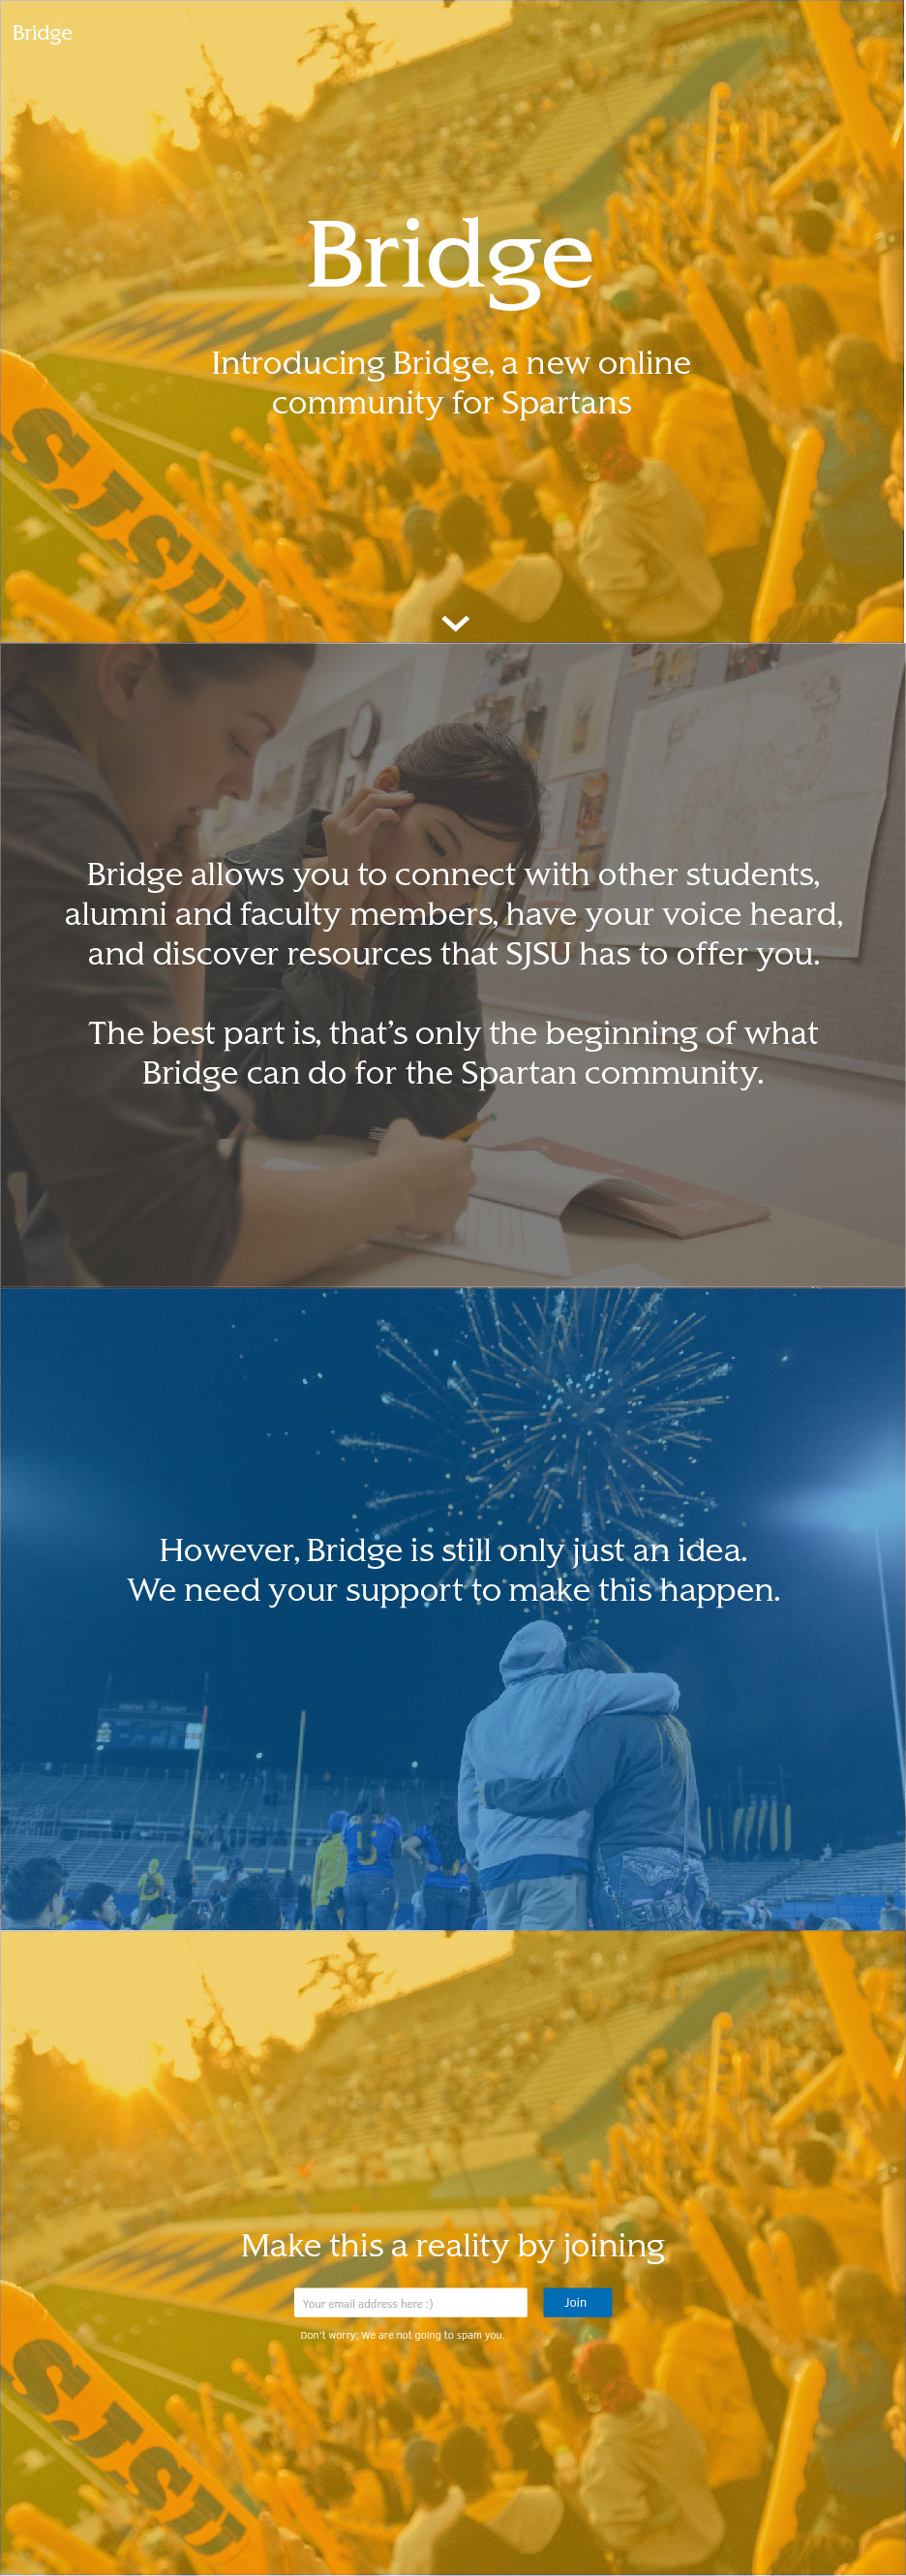 Bridge
Bridge
Introducing Bridge, a new online
community for Spartans
SJSU
Bridge allows you to connect with other students,
alumni and faculty members, have your voice heard,
and discover resources that SJSU has to offer you.
The best part is, that’s only the beginning of what
Bridge can do for the Spartan community.
However, Bridge is still only just an idea.
We need your support to make this happen.
Make this a reality by joining
Your email address here :)
Join
Don't worry; We are not going to spam you.
SJSU